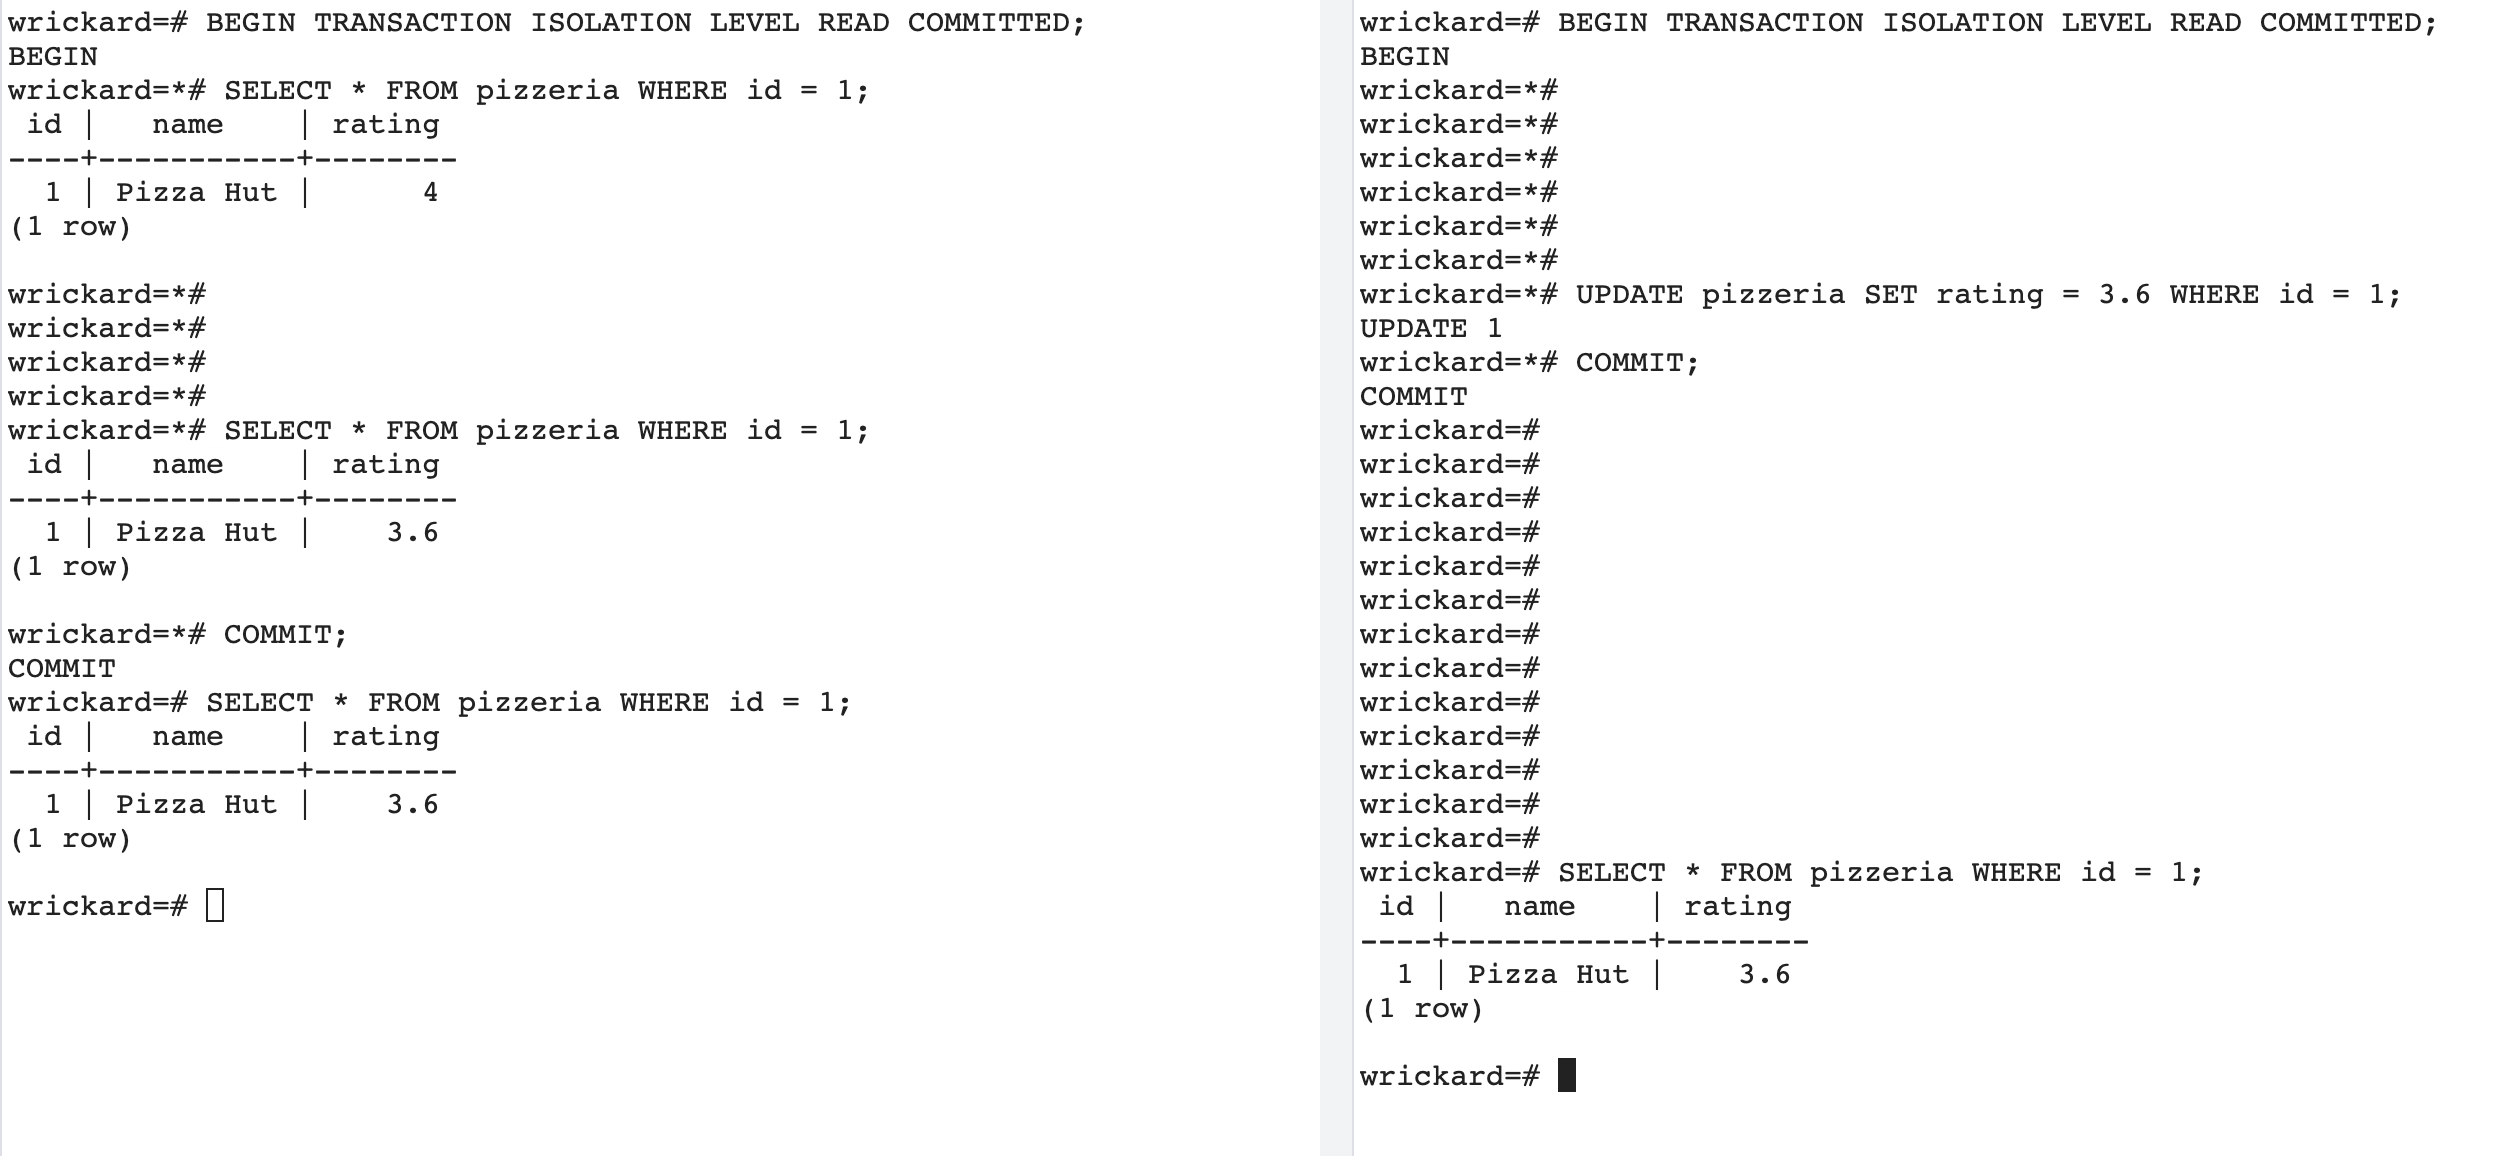 wrickard=# BEGIN TRANSACTION ISOLATION LEVEL READ COMMITTED;
BEGIN
wrickard=*# SELECT * FROM pizzeria WHERE id = 1;
 id |   name    | rating
----+-----------+--------
  1 | Pizza Hut |      4
(1 row)

wrickard=*#
wrickard=*#
wrickard=*#
wrickard=*#
wrickard=*# SELECT * FROM pizzeria WHERE id = 1;
 id |   name    | rating
----+-----------+--------
  1 | Pizza Hut |    3.6
(1 row)

wrickard=*# COMMIT;
COMMIT
wrickard=# SELECT * FROM pizzeria WHERE id = 1;
 id |   name    | rating
----+-----------+--------
  1 | Pizza Hut |    3.6
(1 row)

wrickard=#
wrickard=# BEGIN TRANSACTION ISOLATION LEVEL READ COMMITTED;
BEGIN
wrickard=*#
wrickard=*#
wrickard=*#
wrickard=*#
wrickard=*#
wrickard=*#
wrickard=*# UPDATE pizzeria SET rating = 3.6 WHERE id = 1;
UPDATE 1
wrickard=*# COMMIT;
COMMIT
wrickard=#
wrickard=#
wrickard=#
wrickard=#
wrickard=#
wrickard=#
wrickard=#
wrickard=#
wrickard=#
wrickard=#
wrickard=#
wrickard=#
wrickard=#
wrickard=# SELECT * FROM pizzeria WHERE id = 1;
 id |   name    | rating
----+-----------+--------
  1 | Pizza Hut |    3.6
(1 row)

wrickard=#